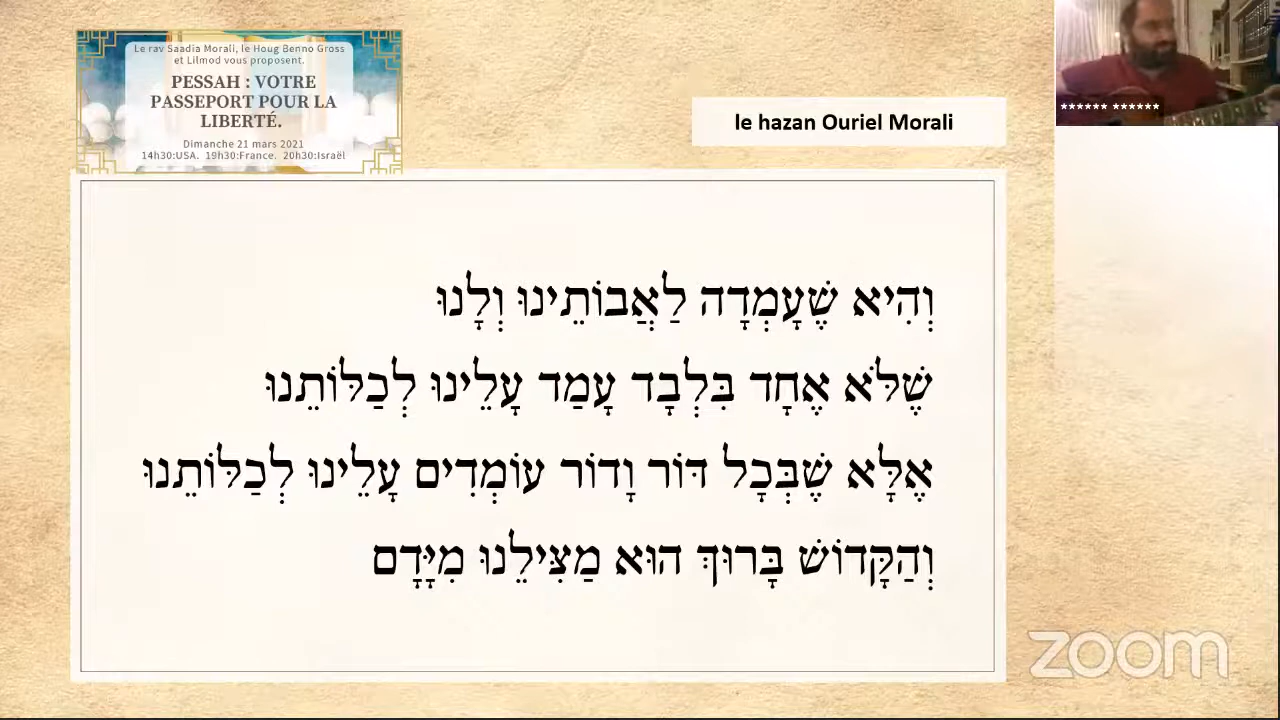 Le rav Saadia Morali, le Houg Benno Gross
et Lilmod vous proposent.
PESSAH : VOTRE
PASSEPORT POUR LA
LIBERTÉ.
Dimanche 21 mars 2021
14h30:USA. 19h30:France. 20h30:Israël
le hazan Ouriel Morali
****** ******
וְהִיא שֶׁעָמְדָה לַאֲבוֹתֵינוּ וְלָנוּ
שֶׁלֹּא אֶחָד בִּלְבָד עָמַד עָלֵינוּ לְכַלּוֹתֵנוּ
אֶלָּא שֶׁבְּכָל דּוֹר וָדוֹר עוֹמְדִים עָלֵינוּ לְכַלּוֹתֵנוּ
וְהַקָּדוֹשׁ בָּרוּךְ הוּא מַצִּילֵנוּ מִיָּדָם
zoom